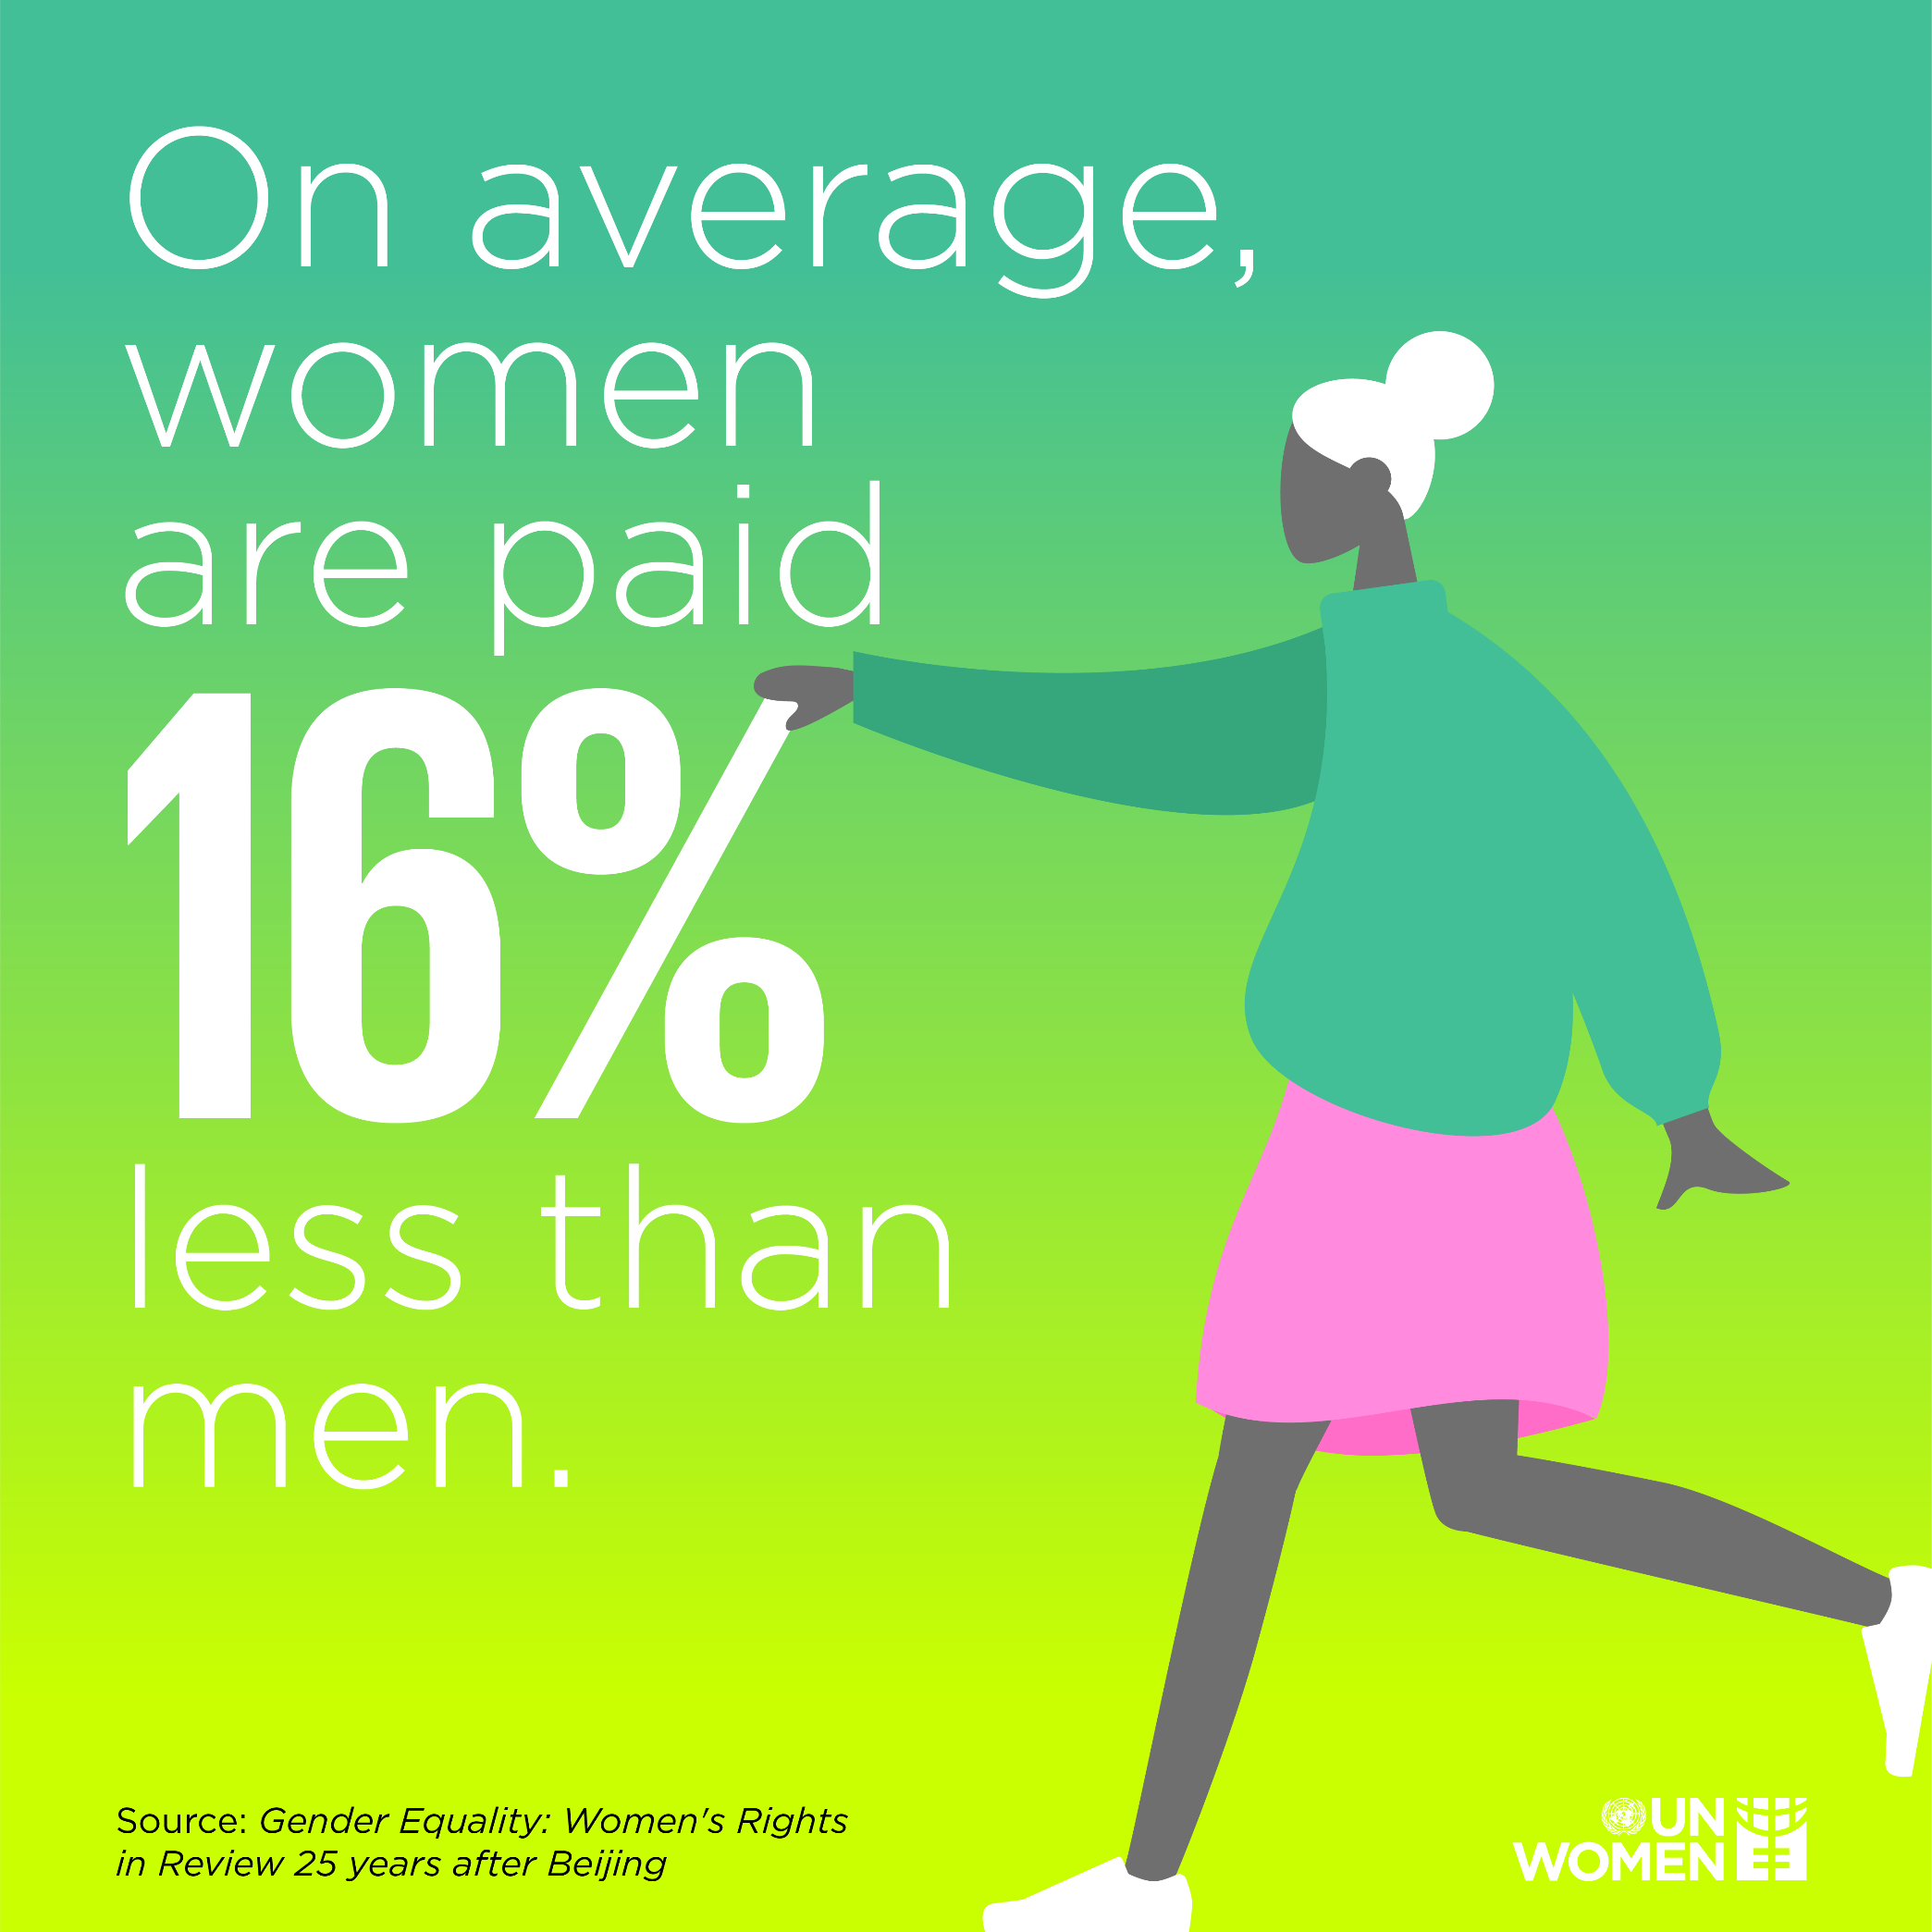 On average,
women
are paid
16%
less than
men.
Source: Gender Equality: Women's Rights
in Review 25 years after Beijing
UN
WOMEN